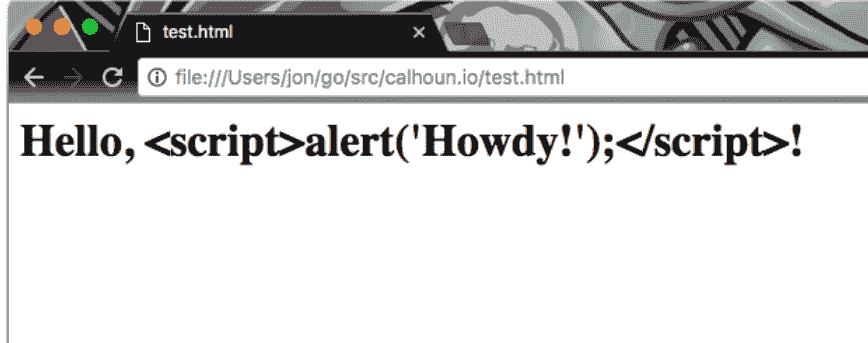 test.html
file:///Users/jon/go/src/calhoun.io/test.html
Hello, <script>alert('Howdy!');</script>!